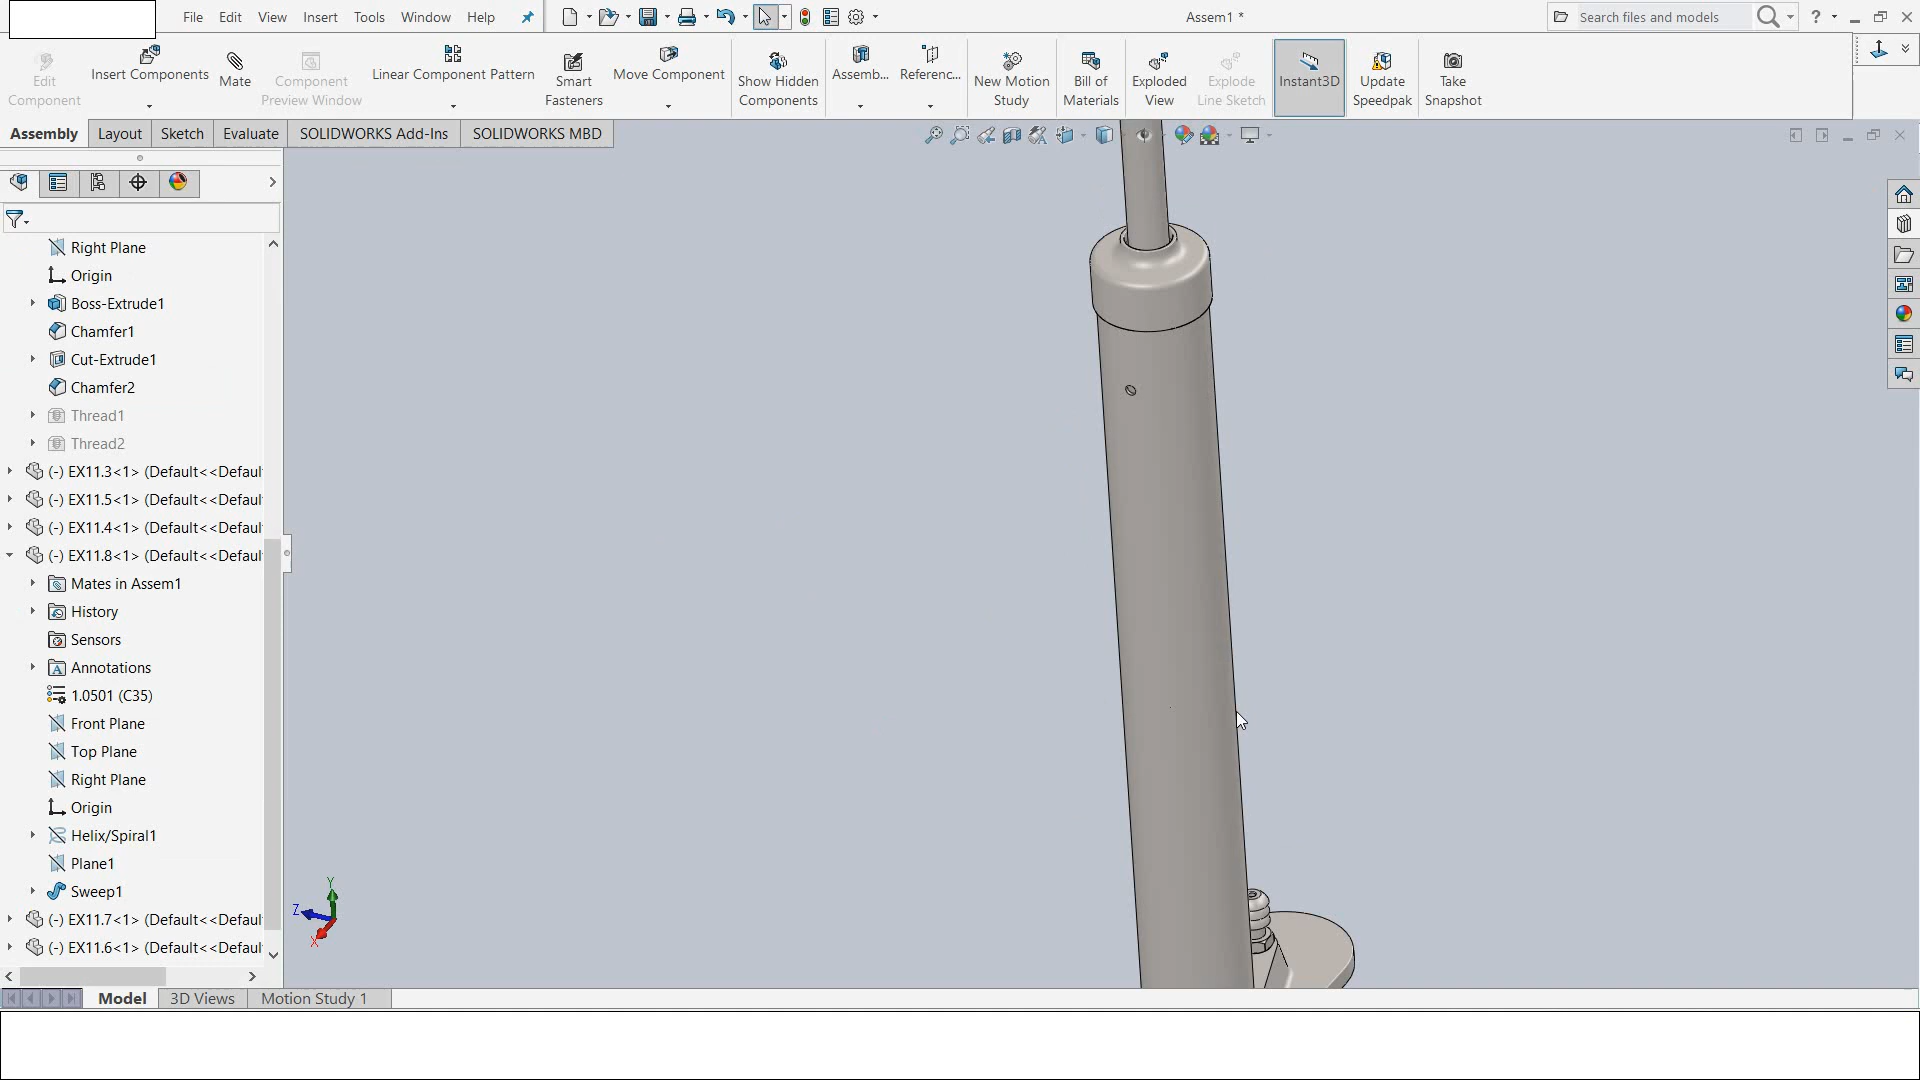 File Edit View Insert Tools Window Help
Assem1 *
Search files and models
?
Edit Component
Insert Components
Mate
Component Preview Window
Linear Component Pattern
Smart Fasteners
Move Component
Show Hidden Components
Assemb...
Referenc...
New Motion Study
Bill of Materials
Exploded View
Explode Line Sketch
Instant3D
Update Speedpak
Take Snapshot
Assembly Layout Sketch Evaluate SOLIDWORKS Add-Ins SOLIDWORKS MBD
Right Plane
Origin
Boss-Extrude1
Chamfer1
Cut-Extrude1
Chamfer2
Thread1
Thread2
(-) EX11.3<1> (Default<<Defaul
(-) EX11.5<1> (Default<<Defaul
(-) EX11.4<1> (Default<<Defaul
(-) EX11.8<1> (Default<<Defaul
Mates in Assem1
History
Sensors
Annotations
1.0501 (C35)
Front Plane
Top Plane
Right Plane
Origin
Helix/Spiral1
Plane1
Sweep1
(-) EX11.7<1> (Default<<Defaul
(-) EX11.6<1> (Default<<Defaul
Y
Z
X
Model 3D Views Motion Study 1